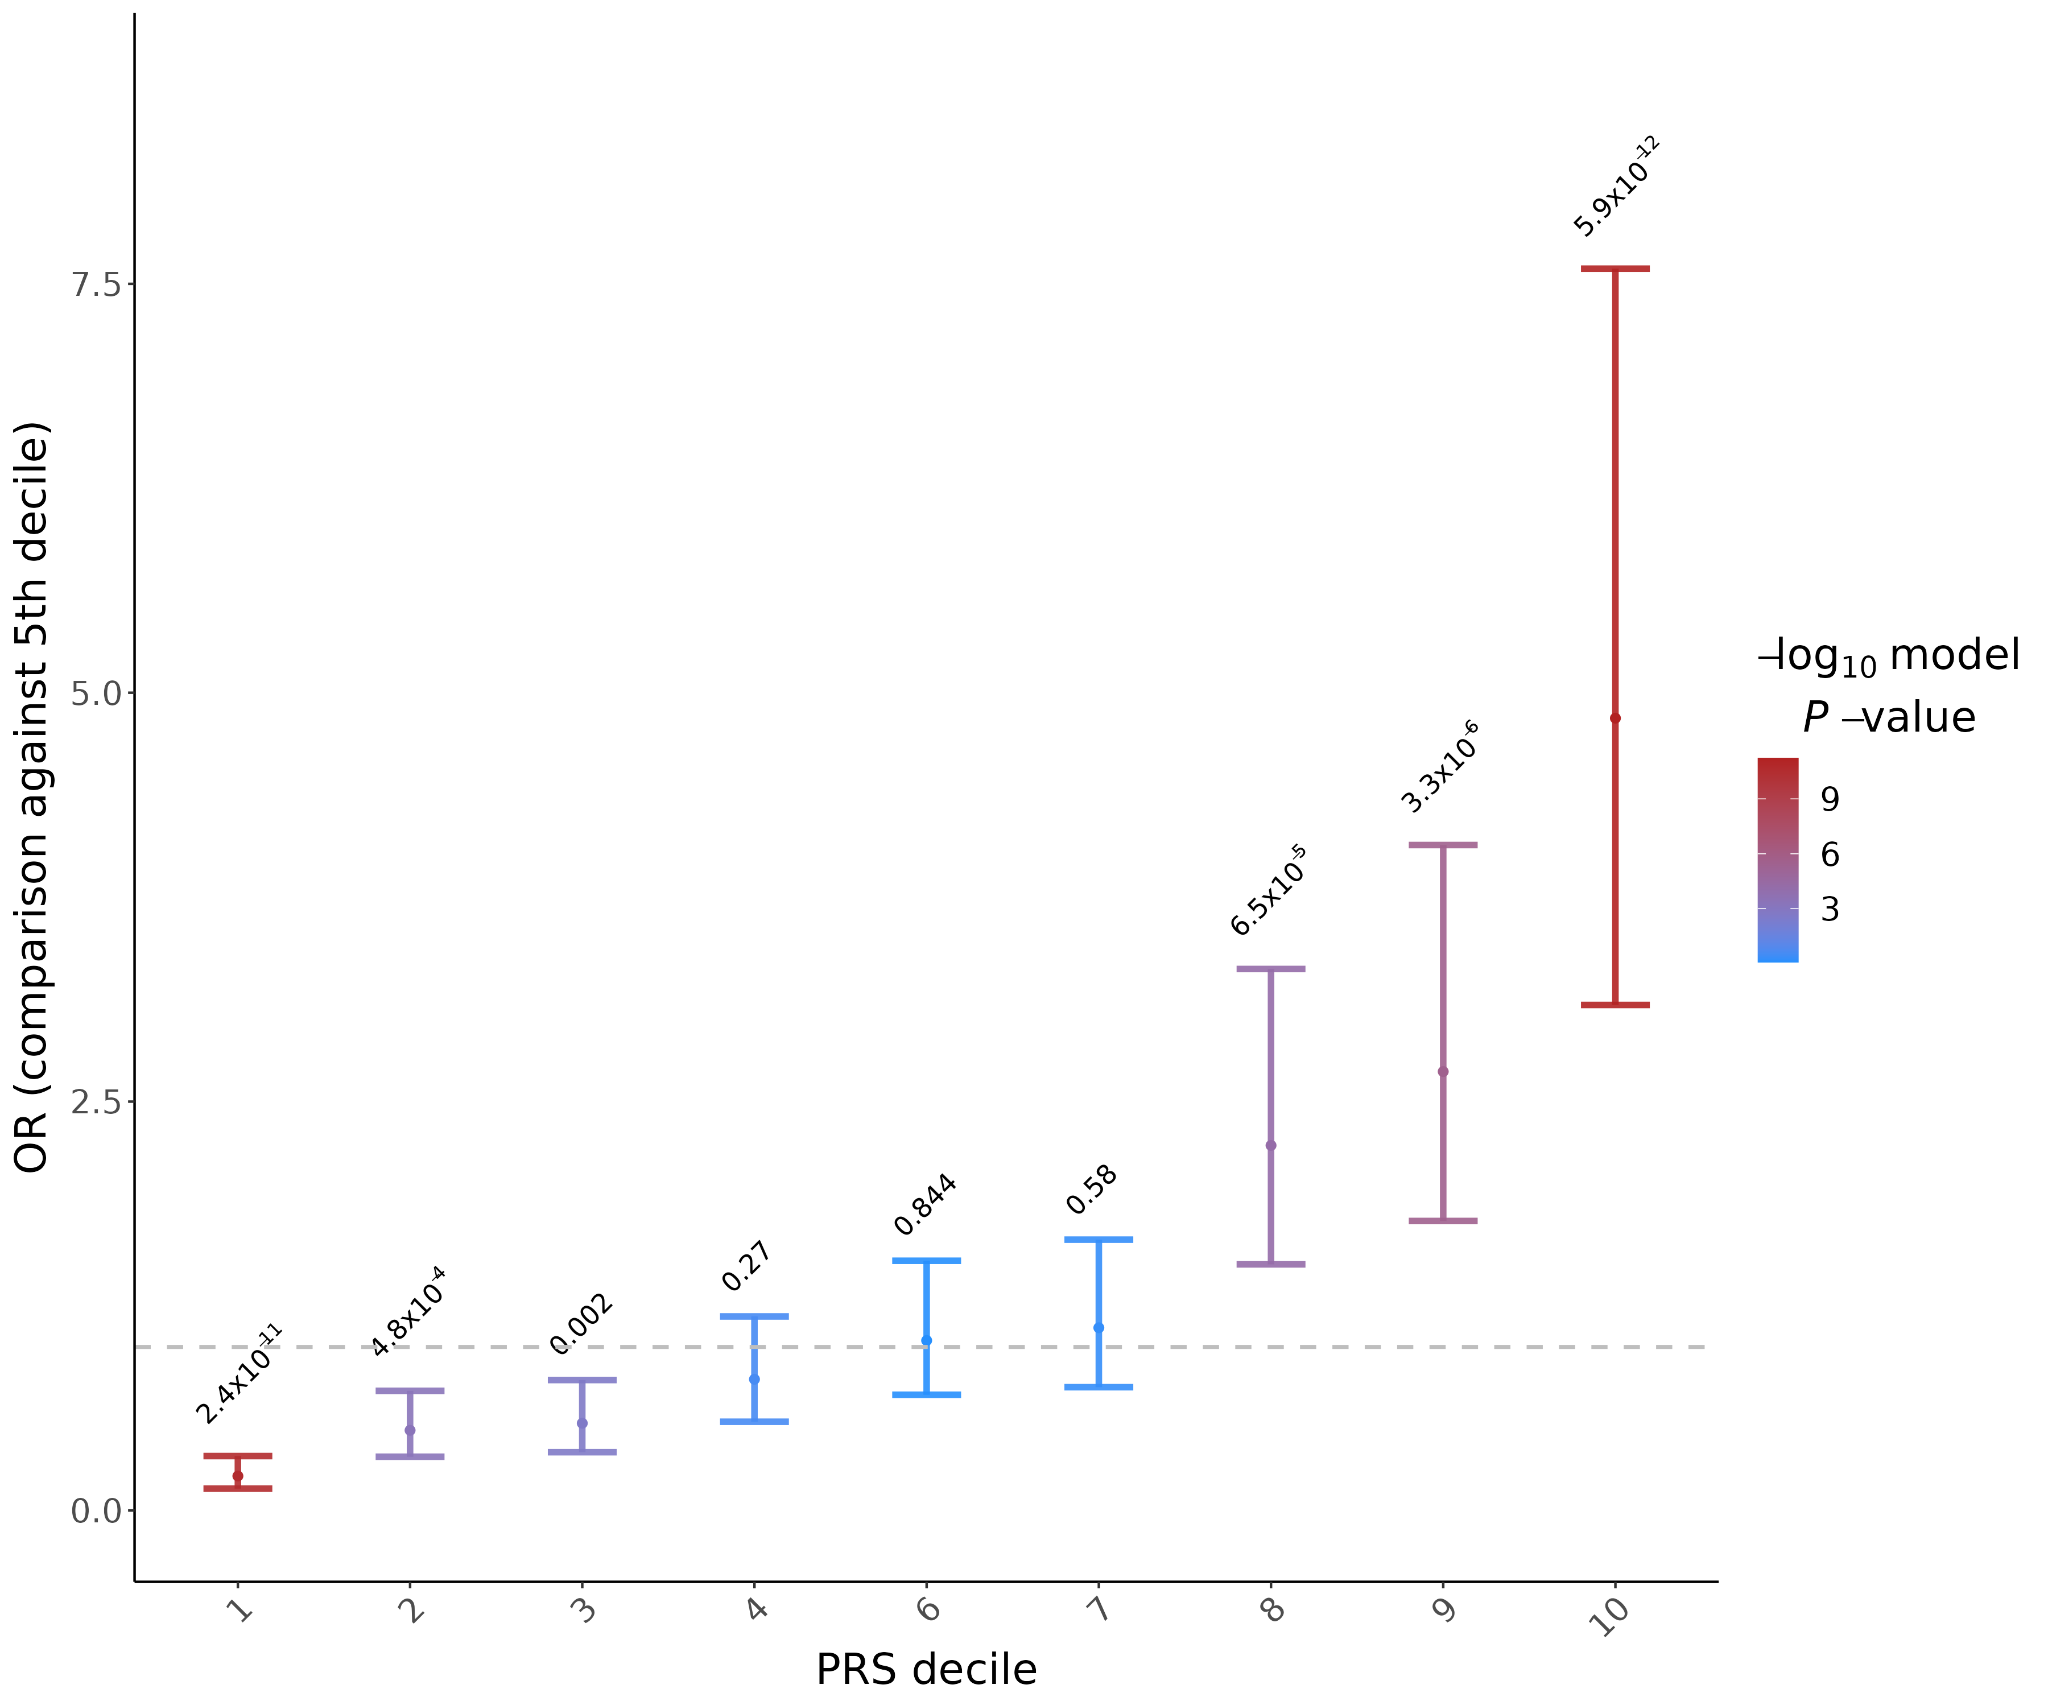 OR (comparison against 5th decile)
7.5
5.0
2.5
0.0
2.4x10⁻¹¹
4.8x10⁻⁴
0.002
0.27
0.844
0.58
6.5x10⁻⁵
3.3x10⁻⁶
5.9x10⁻¹²
1
2
3
4
6
7
8
9
10
PRS decile
–log₁₀ model
P –value
9
6
3